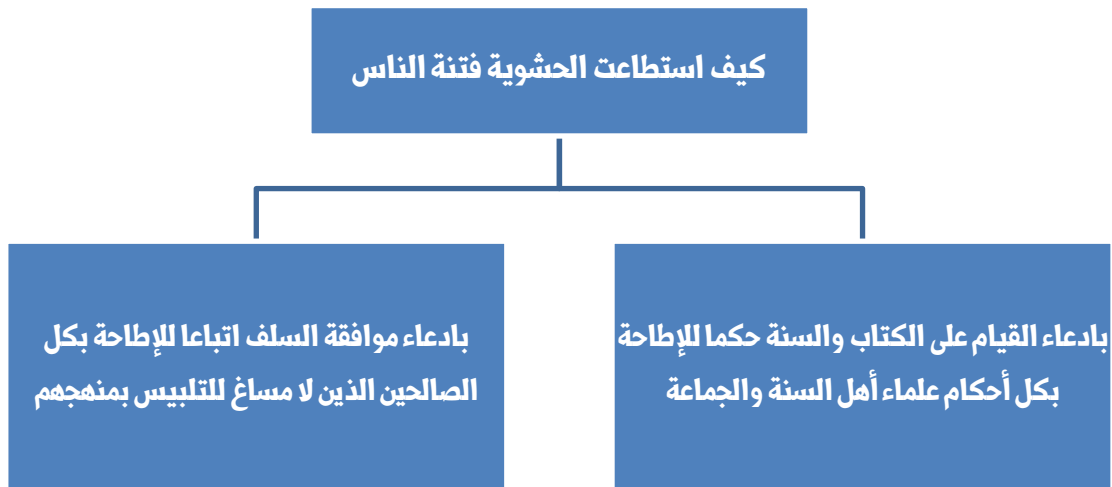 كيف استطاعت الحشوية فتنة الناس
بادعاء القيام على الكتاب والسنة حكما للإطاحة
بكل أحكام علماء أهل السنة والجماعة
بادعاء موافقة السلف اتباعا للإطاحة بكل
الصالحين الذين لا مساغ للتلبيس بمنهجهم